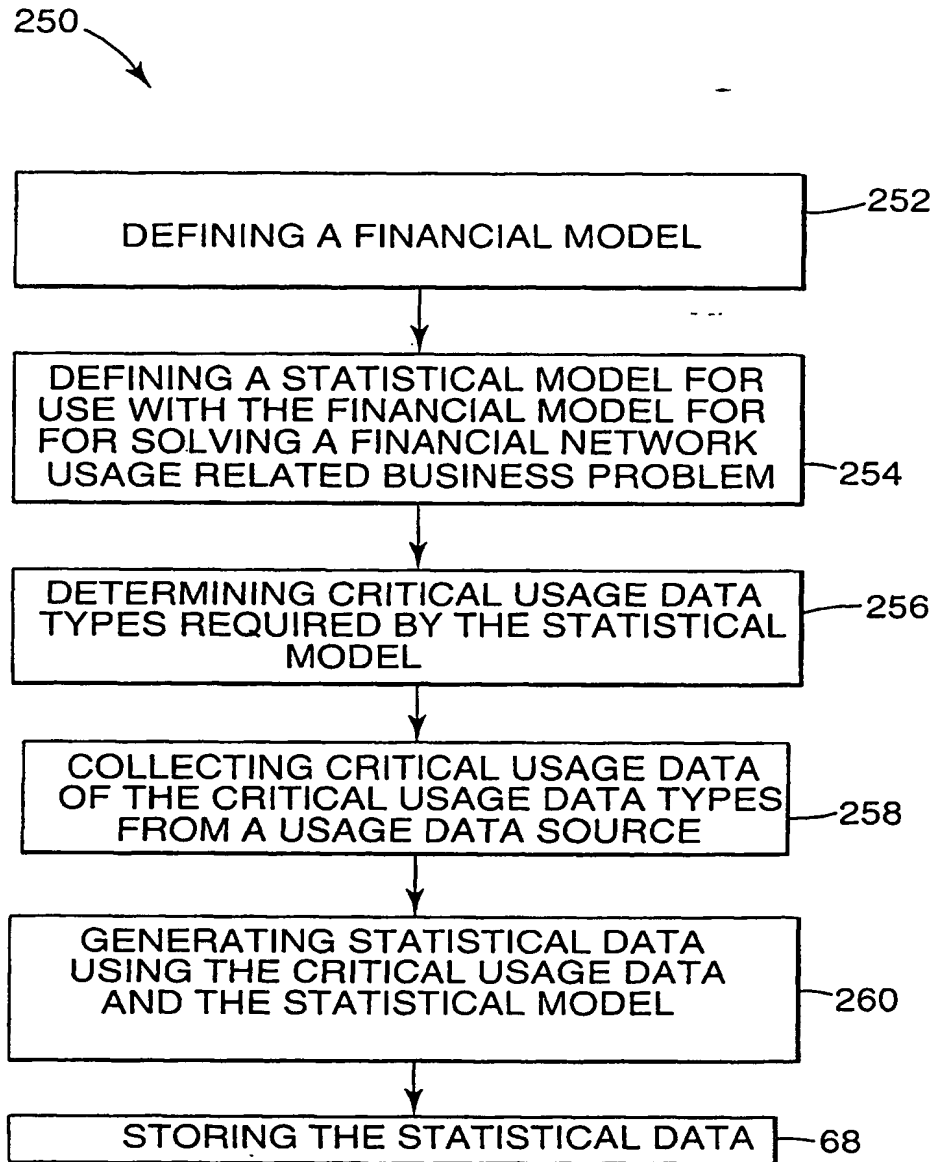 250
DEFINING A FINANCIAL MODEL
252
DEFINING A STATISTICAL MODEL FOR
USE WITH THE FINANCIAL MODEL FOR
FOR SOLVING A FINANCIAL NETWORK
USAGE RELATED BUSINESS PROBLEM
254
DETERMINING CRITICAL USAGE DATA
TYPES REQUIRED BY THE STATISTICAL
MODEL
256
COLLECTING CRITICAL USAGE DATA
OF THE CRITICAL USAGE DATA TYPES
FROM A USAGE DATA SOURCE
258
GENERATING STATISTICAL DATA
USING THE CRITICAL USAGE DATA
AND THE STATISTICAL MODEL
260
STORING THE STATISTICAL DATA
68